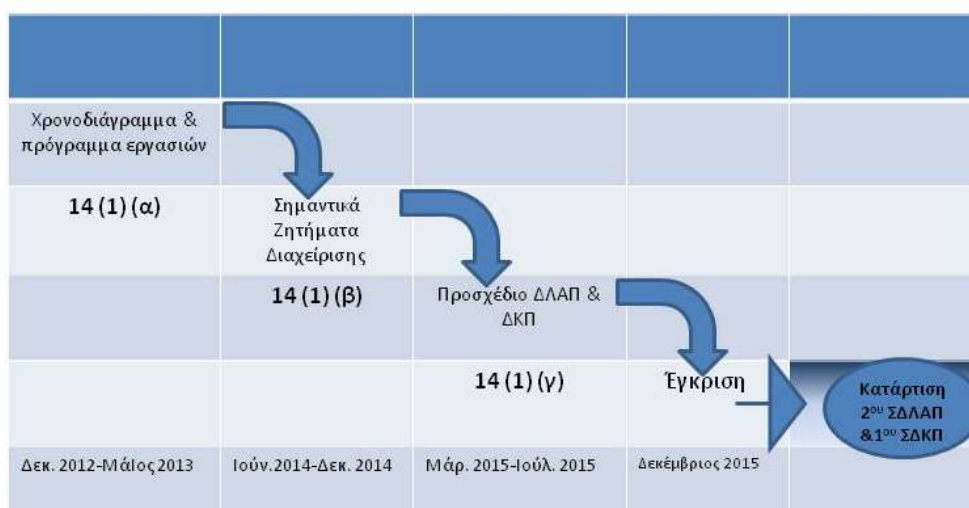 Χρονοδιάγραμμα &
πρόγραμμα εργασιών
14 (1) (α)
Σημαντικά
Ζητήματα
Διαχείρισης
14 (1) (β)
Προσχέδιο ΔΛΑΠ &
ΔΚΠ
14 (1) (γ)
Έγκριση
Κατάρτιση
2ου ΣΔΛΑΠ
&1ου ΣΔΚΠ
Δεκ. 2012-Μάϊος 2013
Ιούν.2014-Δεκ. 2014
Μάρ. 2015-Ιούλ. 2015
Δεκέμβριος 2015